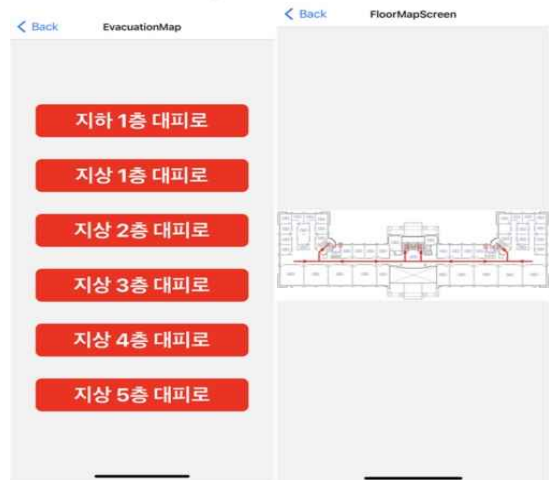 Back
EvacuationMap
지하 1층 대피로
지상 1층 대피로
지상 2층 대피로
지상 3층 대피로
지상 4층 대피로
지상 5층 대피로
Back
FloorMapScreen